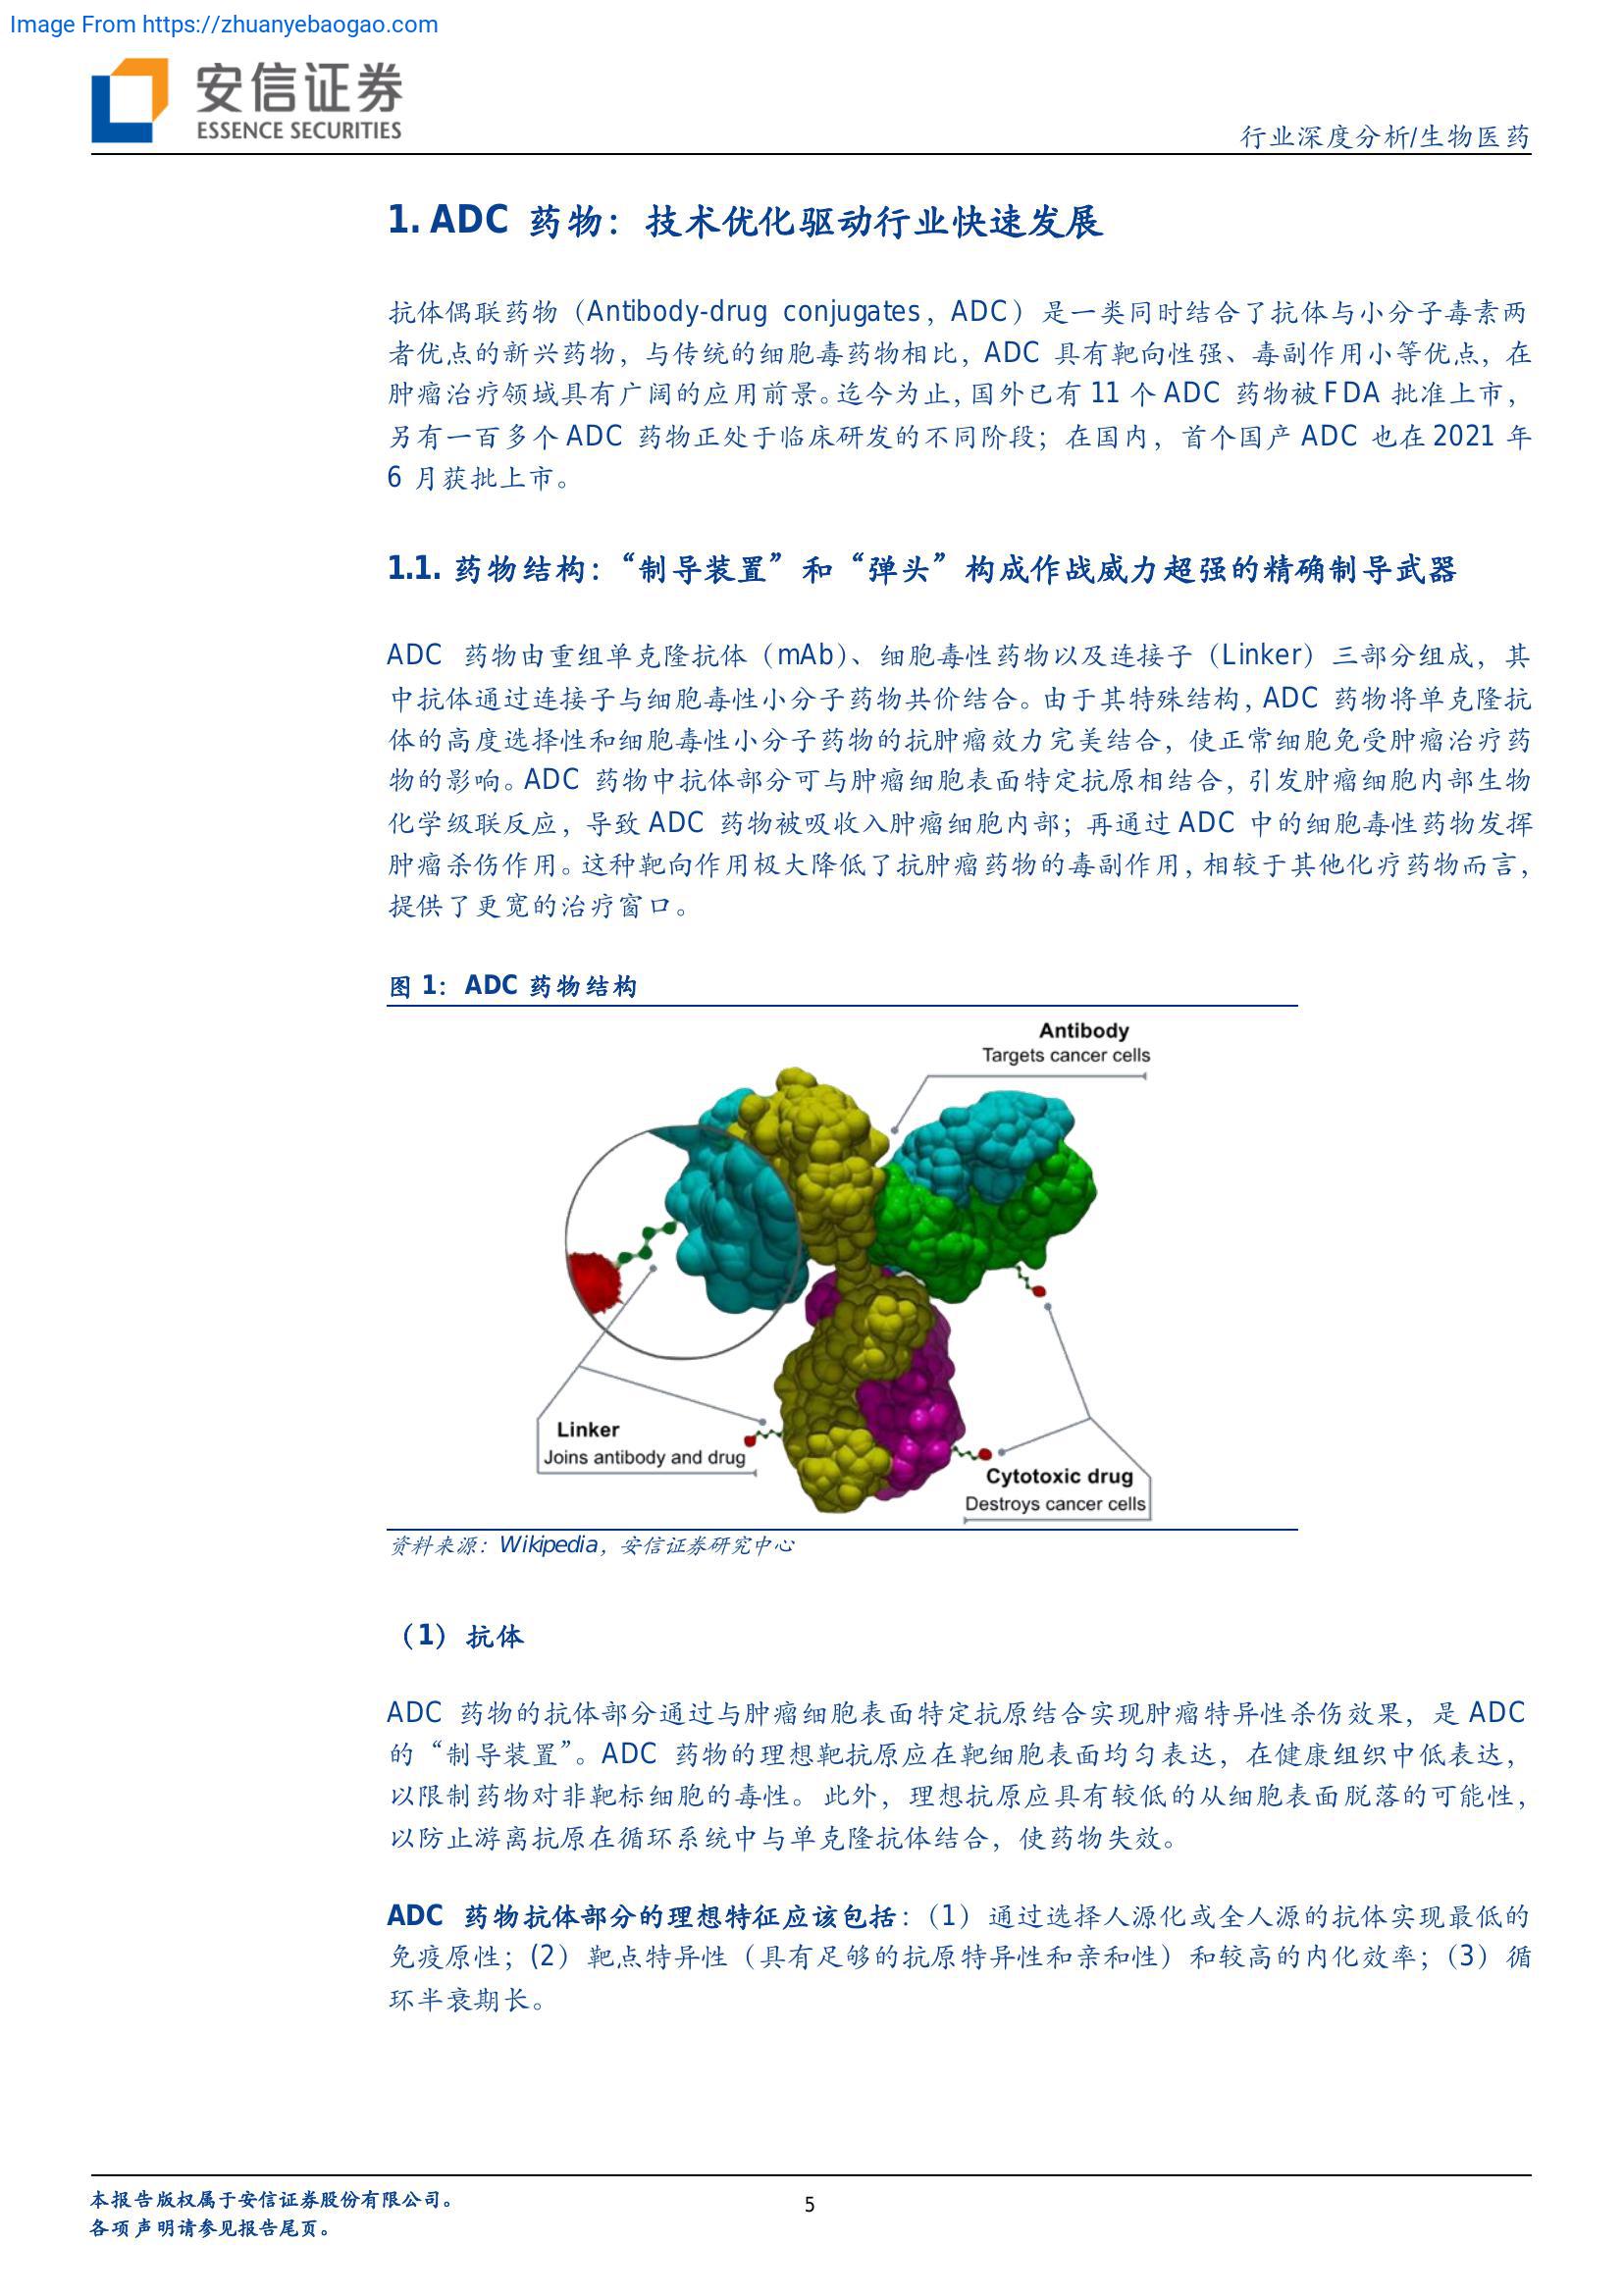 Image From https://zhuanyebaogao.com
安信证券
ESSENCE SECURITIES
行业深度分析/生物医药
1. ADC 药物：技术优化驱动行业快速发展
抗体偶联药物（Antibody-drug conjugates，ADC）是一类同时结合了抗体与小分子毒素两
者优点的新兴药物，与传统的细胞毒药物相比，ADC 具有靶向性强、毒副作用小等优点，在
肿瘤治疗领域具有广阔的应用前景。迄今为止，国外已有 11 个 ADC 药物被 FDA 批准上市，
另有一百多个 ADC 药物正处于临床研发的不同阶段；在国内，首个国产 ADC 也在 2021 年
6 月获批上市。
1.1. 药物结构：“制导装置”和“弹头”构成作战威力超强的精确制导武器
ADC 药物由重组单克隆抗体（mAb）、细胞毒性药物以及连接子（Linker）三部分组成，其
中抗体通过连接子与细胞毒性小分子药物共价结合。由于其特殊结构，ADC 药物将单克隆抗
体的高度选择性和细胞毒性小分子药物的抗肿瘤效力完美结合，使正常细胞免受肿瘤治疗药
物的影响。ADC 药物中抗体部分可与肿瘤细胞表面特定抗原相结合，引发肿瘤细胞内部生物
化学级联反应，导致 ADC 药物被吸收入肿瘤细胞内部；再通过 ADC 中的细胞毒性药物发挥
肿瘤杀伤作用。这种靶向作用极大降低了抗肿瘤药物的毒副作用，相较于其他化疗药物而言，
提供了更宽的治疗窗口。
图 1：ADC 药物结构
Antibody
Targets cancer cells
Linker
Joins antibody and drug
Cytotoxic drug
Destroys cancer cells
资料来源：Wikipedia，安信证券研究中心
（1）抗体
ADC 药物的抗体部分通过与肿瘤细胞表面特定抗原结合实现肿瘤特异性杀伤效果，是 ADC
的“制导装置”。ADC 药物的理想靶抗原应在靶细胞表面均匀表达，在健康组织中低表达，
以限制药物对非靶标细胞的毒性。此外，理想抗原应具有较低的从细胞表面脱落的可能性，
以防止游离抗原在循环系统中与单克隆抗体结合，使药物失效。
ADC 药物抗体部分的理想特征应该包括：（1）通过选择人源化或全人源的抗体实现最低的
免疫原性；(2）靶点特异性（具有足够的抗原特异性和亲和性）和较高的内化效率；（3）循
环半衰期长。
本报告版权属于安信证券股份有限公司。
5
各项声明请参见报告尾页。